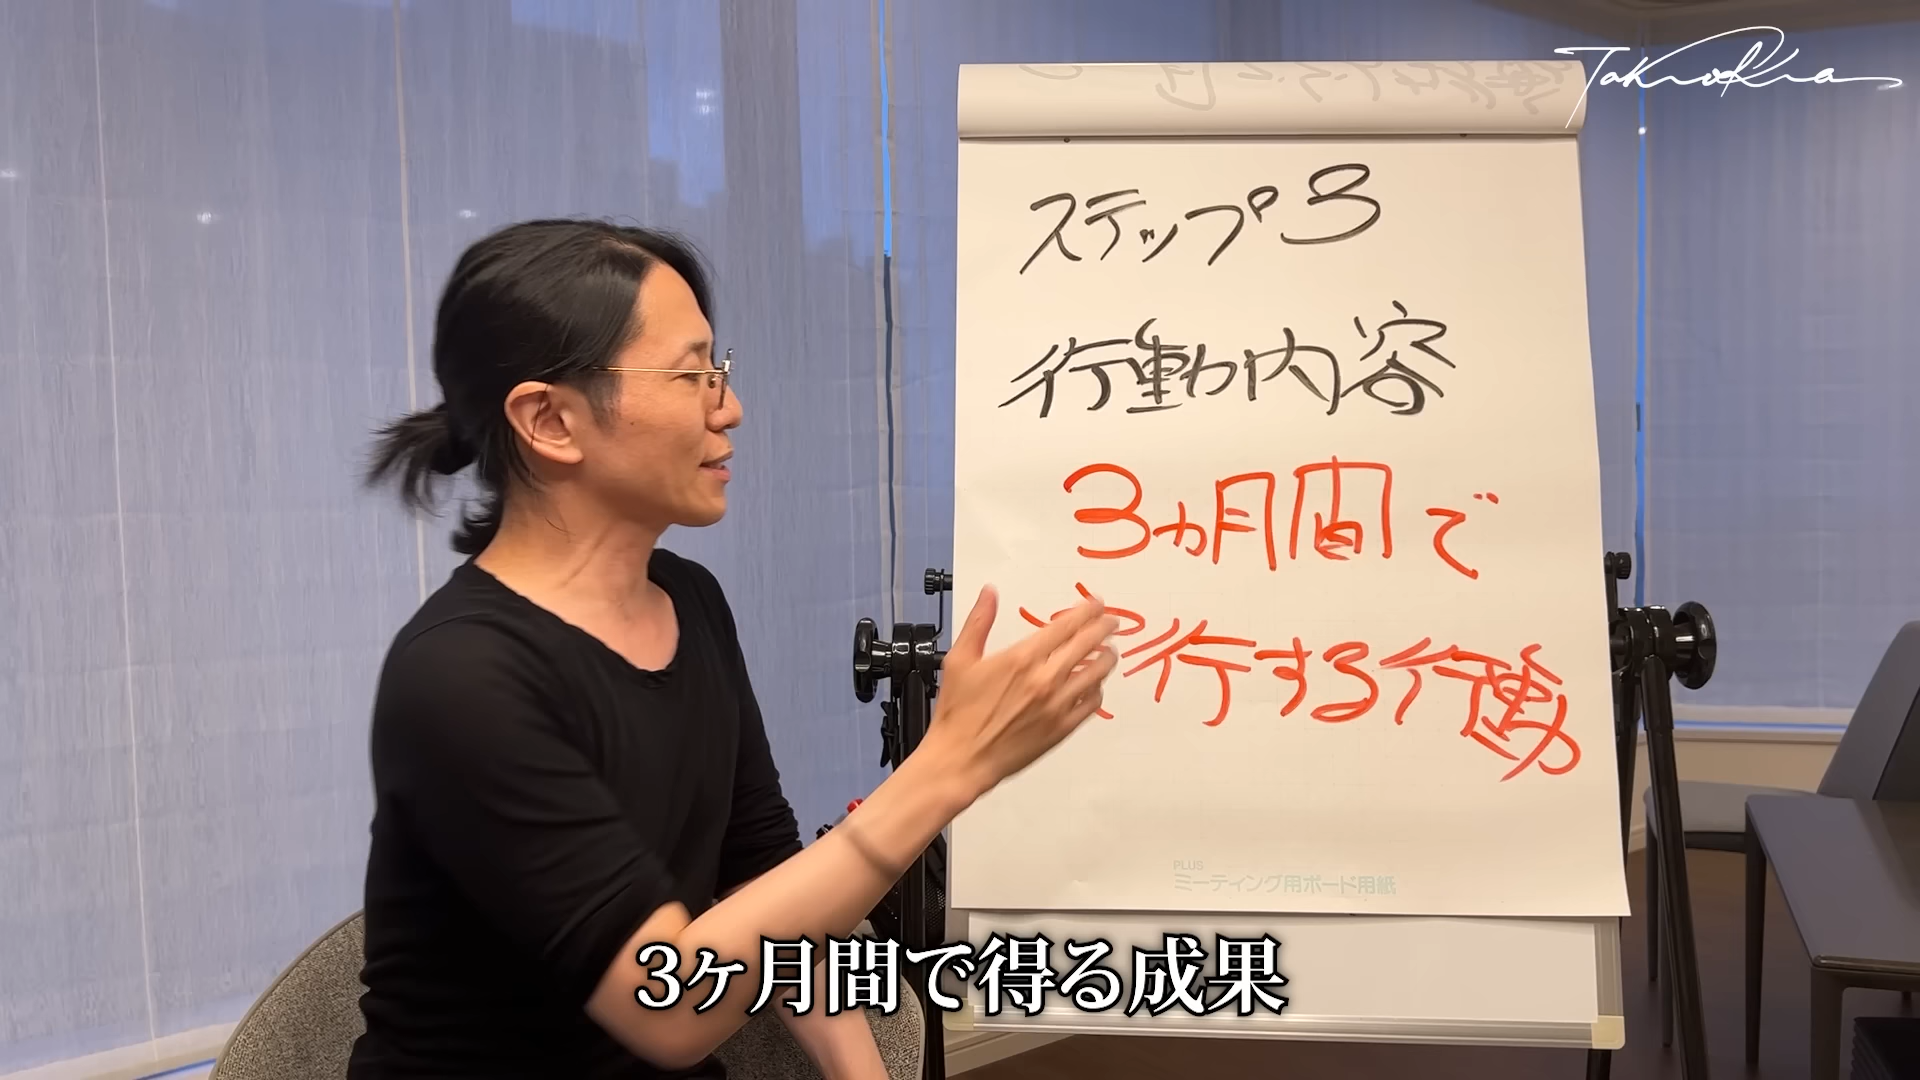 ステップ3
行動内容
3カ月間で
実行する行動
PLUS
ミーティング用ボード用紙
3ヶ月間で得る成果